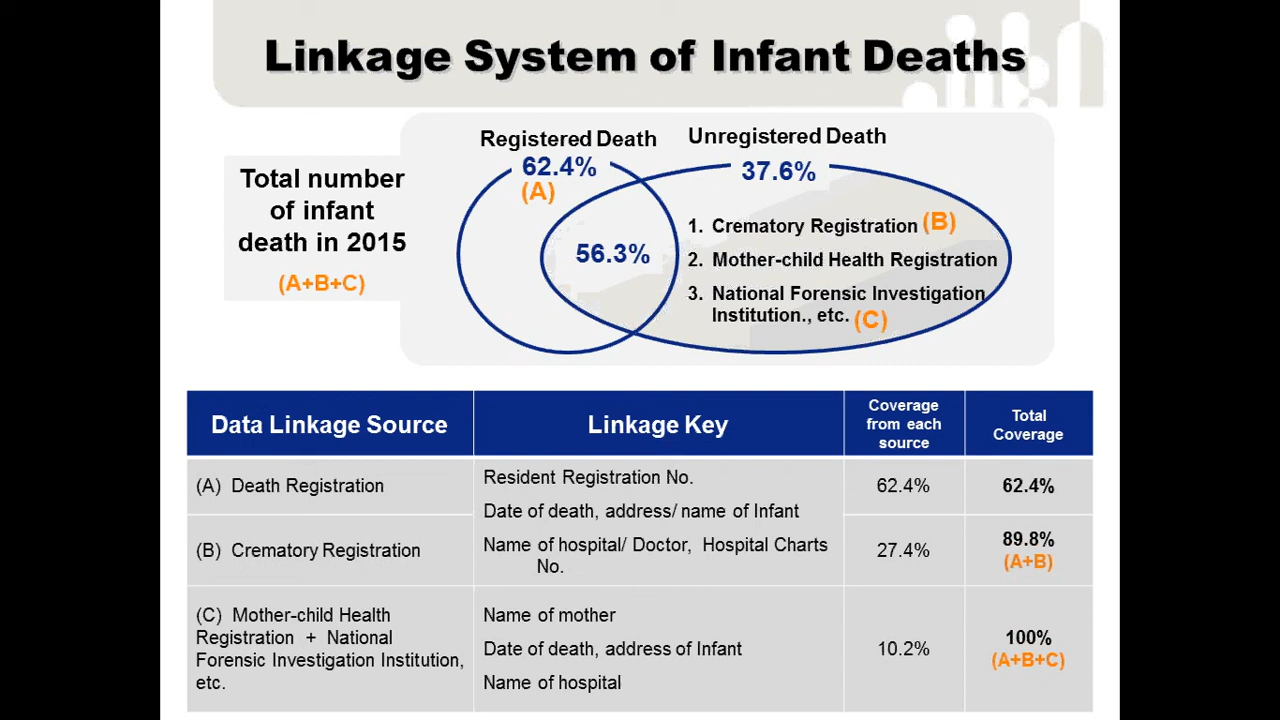 Linkage System of Infant Deaths
Total number
of infant
death in 2015
(A+B+C)
Registered Death
62.4%
(A)
56.3%
Unregistered Death
37.6%
1. Crematory Registration (B)
2. Mother-child Health Registration
3. National Forensic Investigation
Institution., etc. (C)
Data Linkage Source
Linkage Key
Coverage
from each
source
Total
Coverage
(A) Death Registration
Resident Registration No.
Date of death, address/ name of Infant
Name of hospital/ Doctor, Hospital Charts
No.
62.4%
62.4%
(B) Crematory Registration
27.4%
89.8%
(A+B)
(C) Mother-child Health
Registration + National
Forensic Investigation Institution,
etc.
Name of mother
Date of death, address of Infant
Name of hospital
10.2%
100%
(A+B+C)